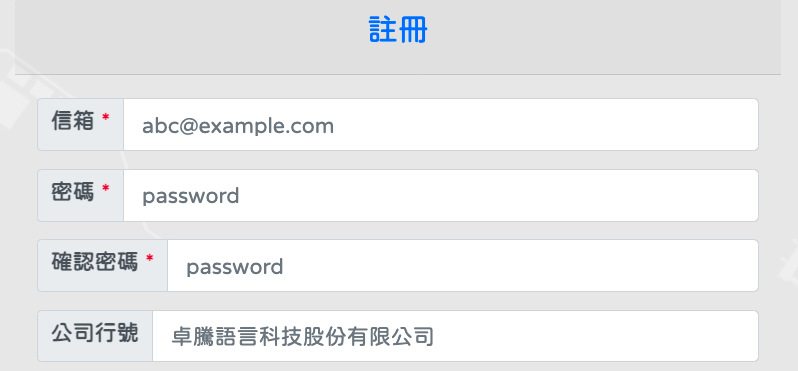 註冊
信箱 * abc@example.com
密碼 * password
確認密碼 * password
公司行號 卓騰語言科技股份有限公司